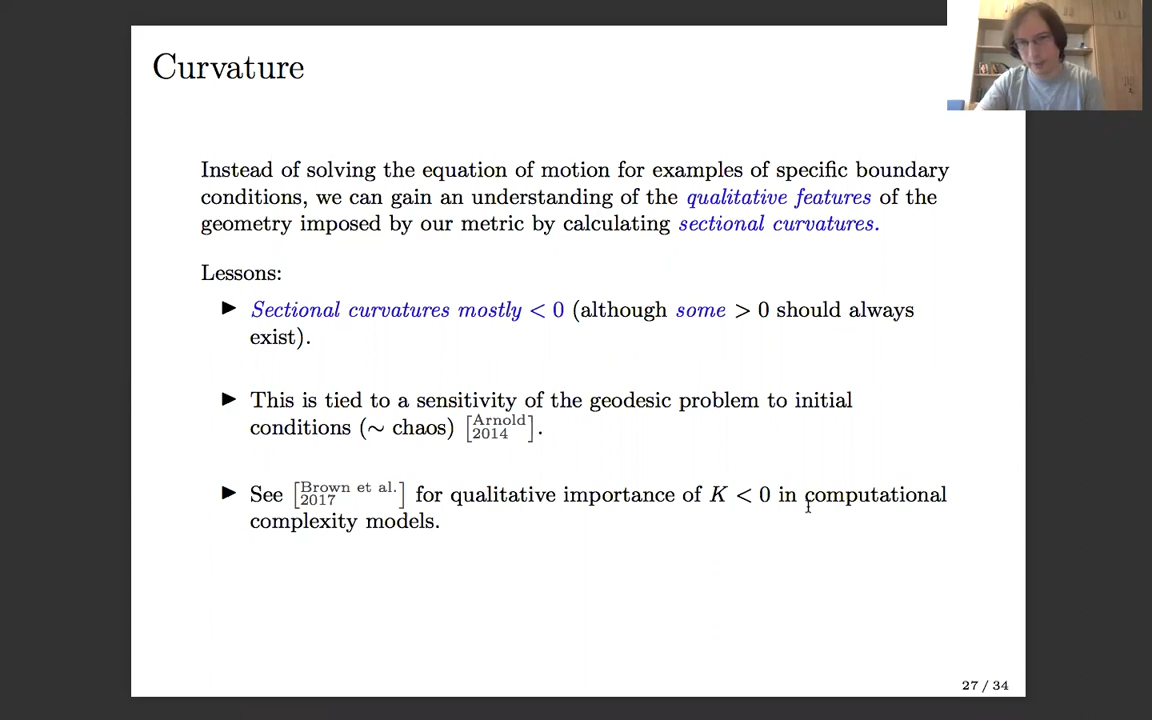 Curvature
Instead of solving the equation of motion for examples of specific boundary
conditions, we can gain an understanding of the qualitative features of the
geometry imposed by our metric by calculating sectional curvatures.
Lessons:
▶ Sectional curvatures mostly < 0 (although some > 0 should always
exist).
▶ This is tied to a sensitivity of the geodesic problem to initial
conditions (∼ chaos) [Arnold 2014].
▶ See [Brown et al. 2017] for qualitative importance of K < 0 in computational
complexity models.
27 / 34